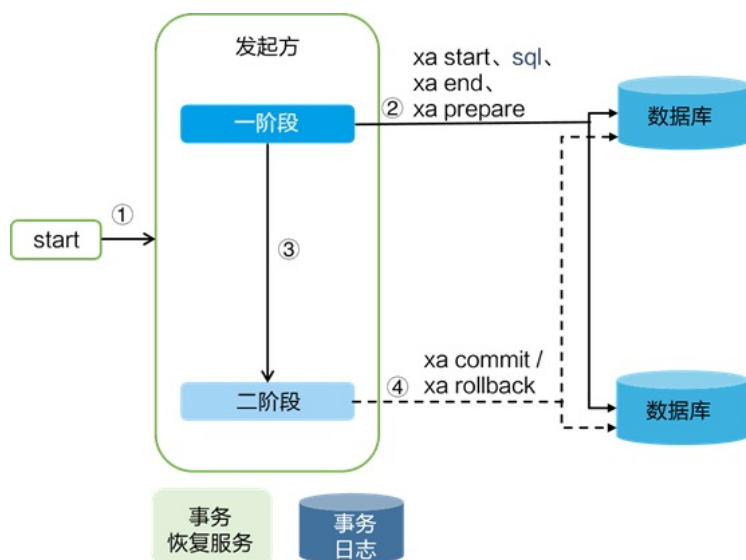 发起方
xa start、sql、
xa end、
xa prepare
②
一阶段
数据库
①
start
③
xa commit /
xa rollback
④
二阶段
数据库
事务
恢复服务
事务
日志